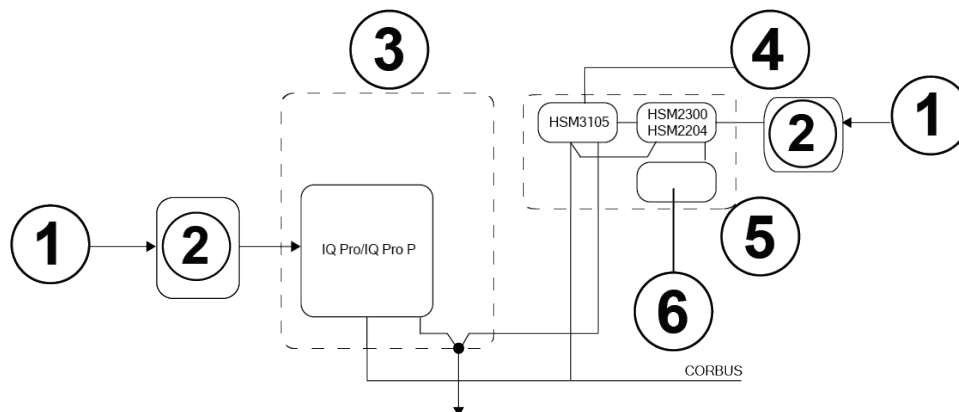 3
4
HSM3105
HSM2300
HSM2204
2
1
1
2
IQ Pro/IQ Pro P
5
6
CORBUS